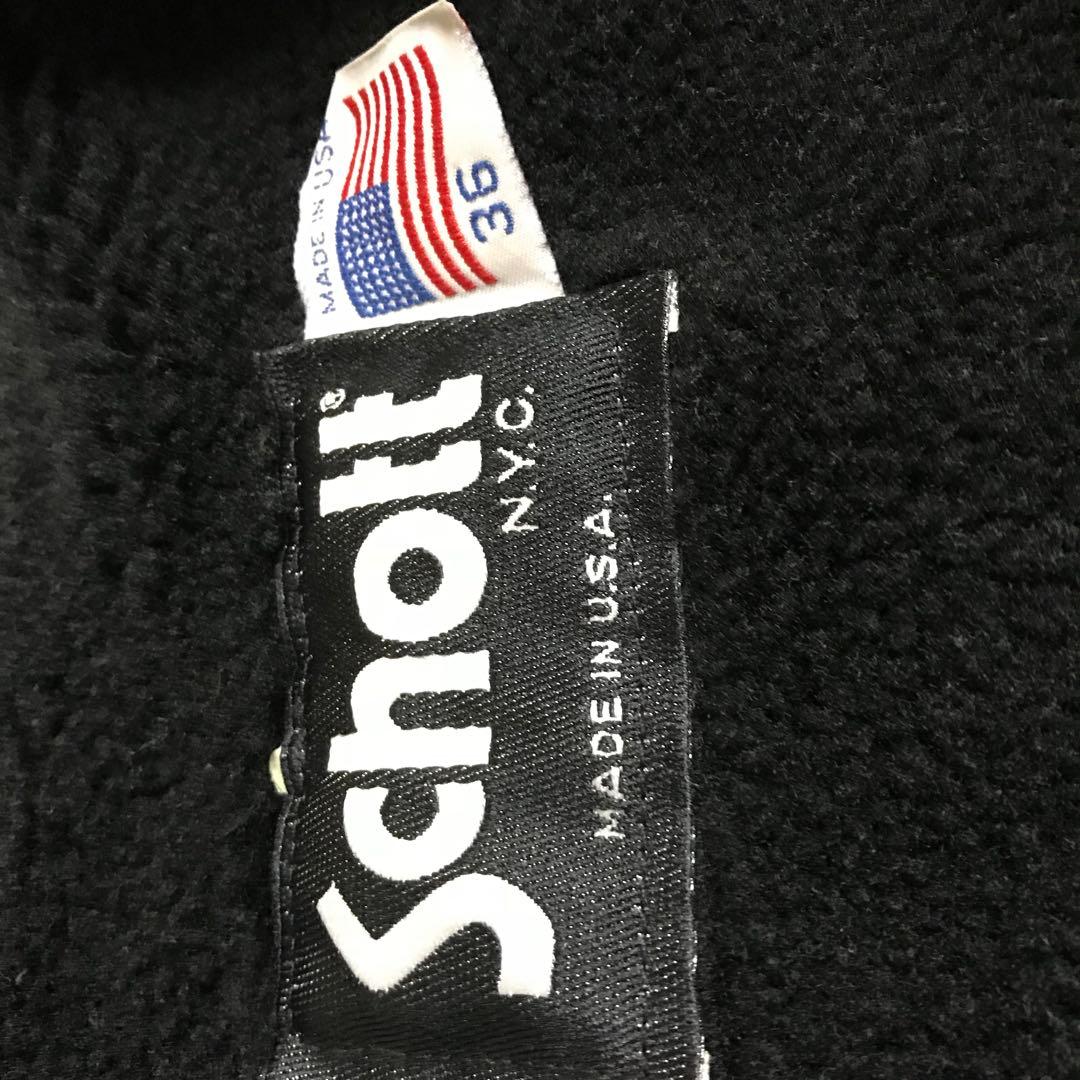 MADE IN USA
36
Schott®
N.Y.C.
MADE IN U.S.A.